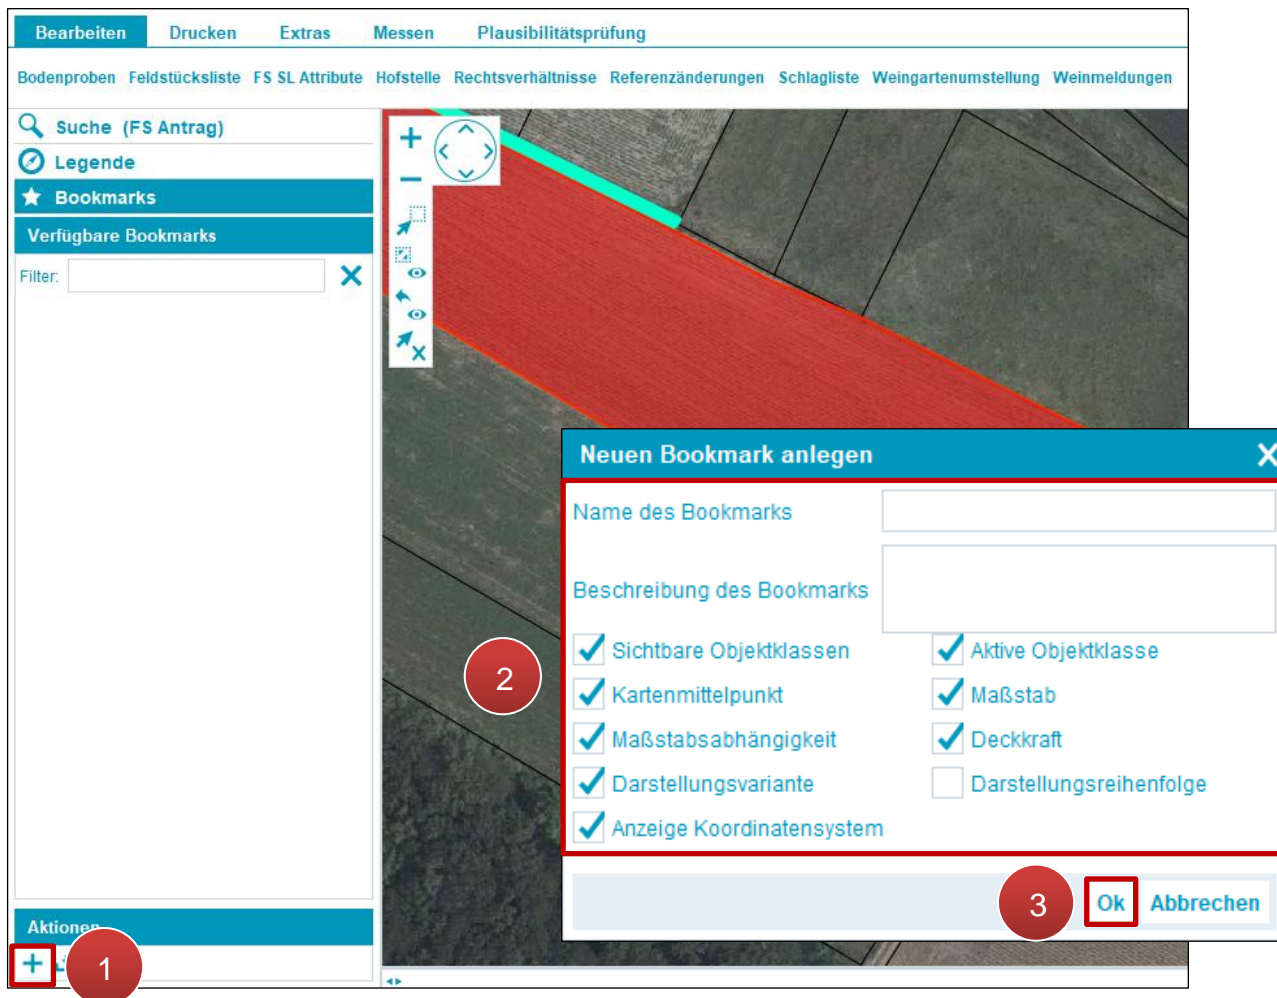 Bearbeiten Drucken Extras Messen Plausibilitätsprüfung
Bodenproben Feldstücksliste FS SL Attribute Hofstelle Rechtsverhältnisse Referenzänderungen Schlagliste Weingartenumstellung Weinmeldungen
Suche (FS Antrag)
Legende
Bookmarks
Verfügbare Bookmarks
Filter:
Neuen Bookmark anlegen
Name des Bookmarks
Beschreibung des Bookmarks
Sichtbare Objektklassen Aktive Objektklasse
2
Kartenmittelpunkt Maßstab
Maßstabsabhängigkeit Deckkraft
Darstellungsvariante Darstellungsreihenfolge
Anzeige Koordinatensystem
3 Ok Abbrechen
Aktionen
1